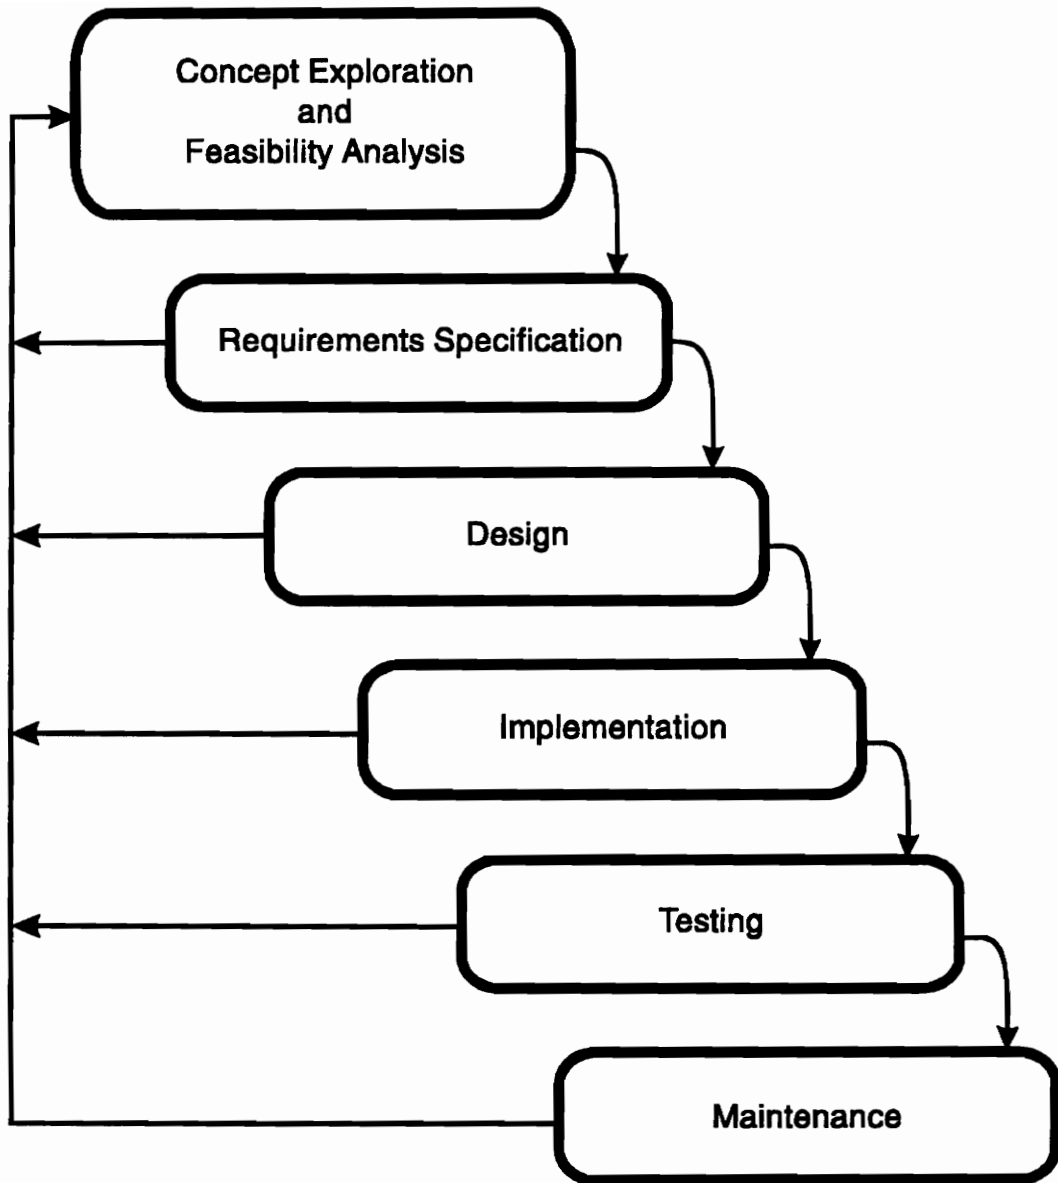 Concept Exploration
and
Feasibility Analysis
Requirements Specification
Design
Implementation
Testing
Maintenance